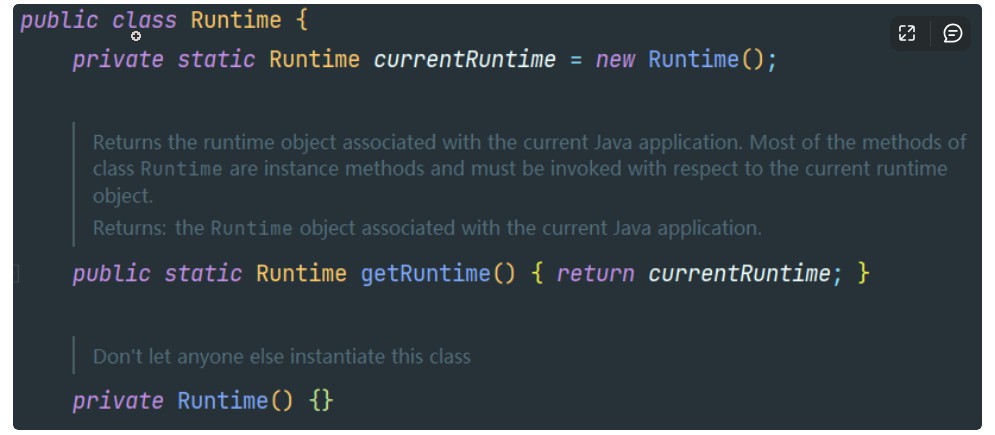 public class Runtime {
private static Runtime currentRuntime = new Runtime();
Returns the runtime object associated with the current Java application. Most of the methods of
class Runtime are instance methods and must be invoked with respect to the current runtime
object.
Returns: the Runtime object associated with the current Java application.
public static Runtime getRuntime() { return currentRuntime; }
Don't let anyone else instantiate this class
private Runtime() {}